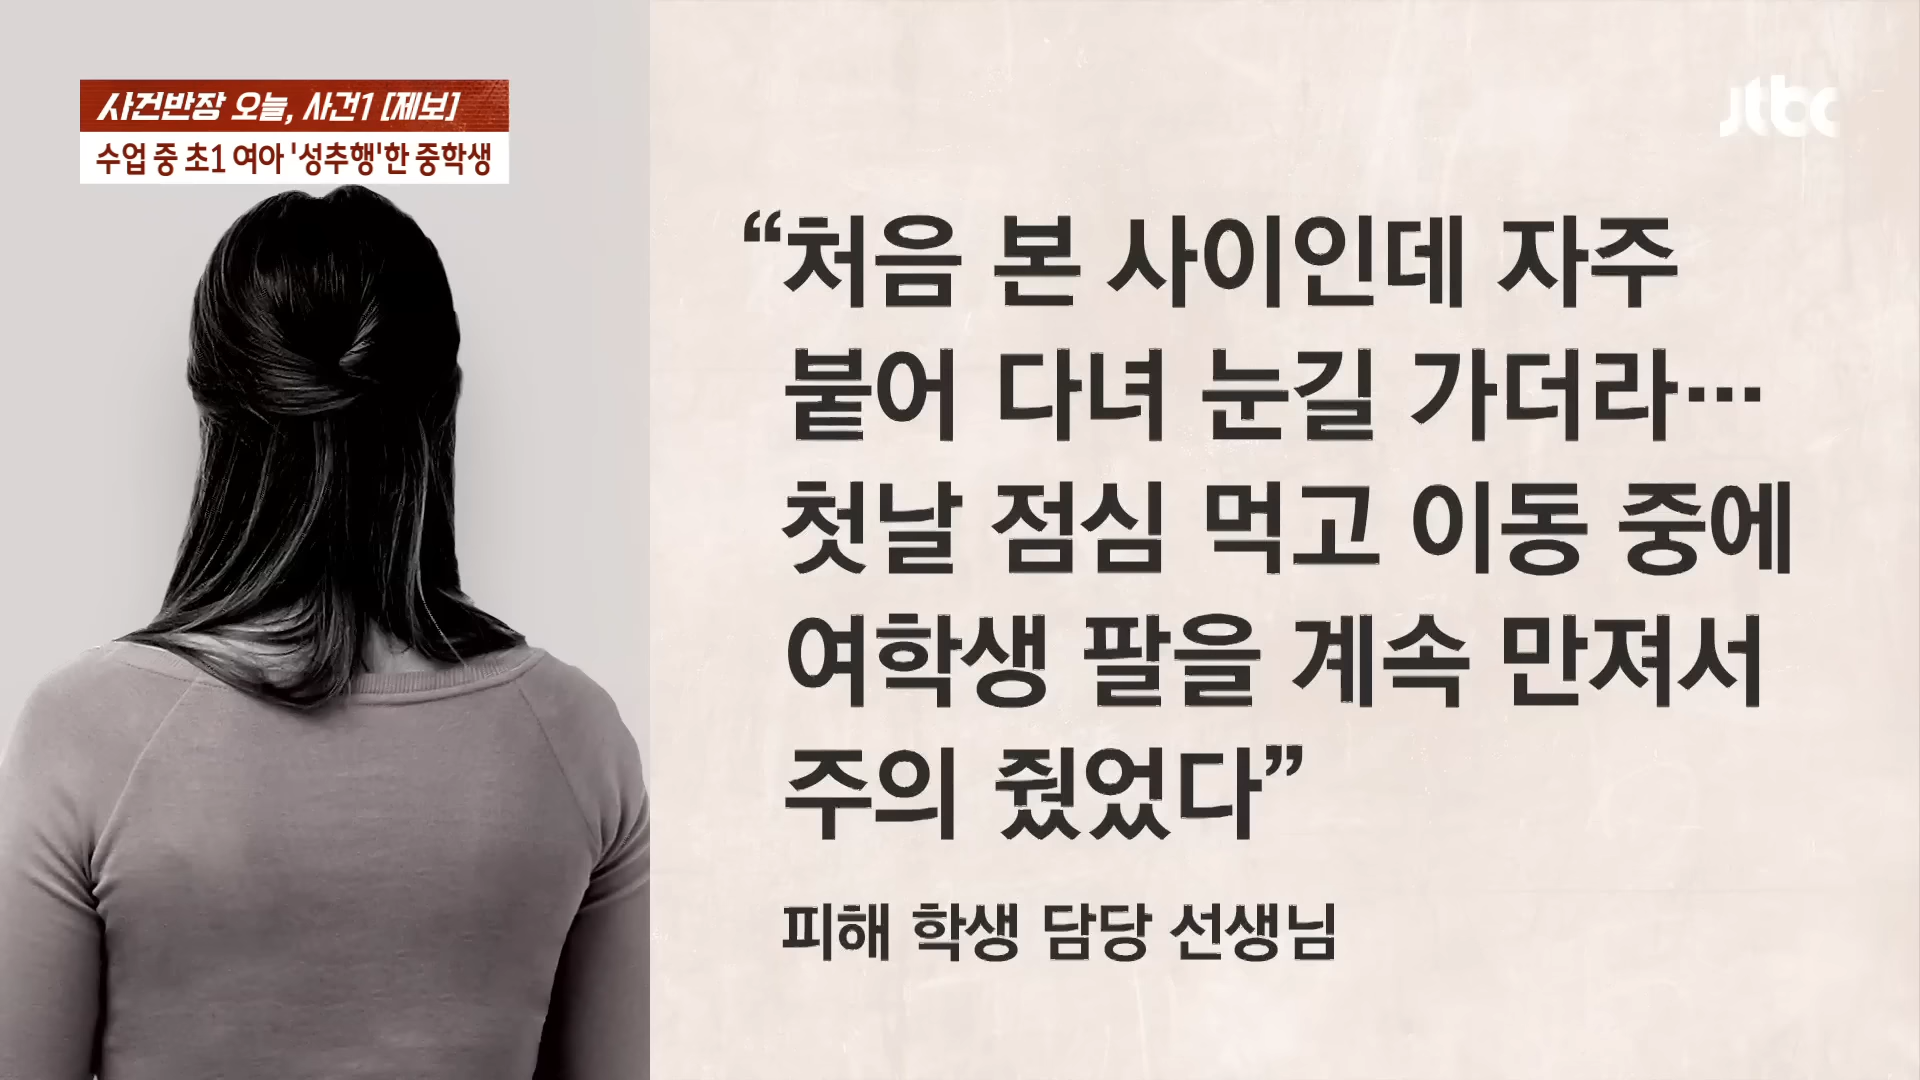 사건반장 오늘, 사건1 [제보]
수업 중 초1 여아 '성추행'한 중학생
jtbc
“처음 본 사이인데 자주
붙어 다녀 눈길 가더라…
첫날 점심 먹고 이동 중에
여학생 팔을 계속 만져서
주의 줬었다”
피해 학생 담당 선생님